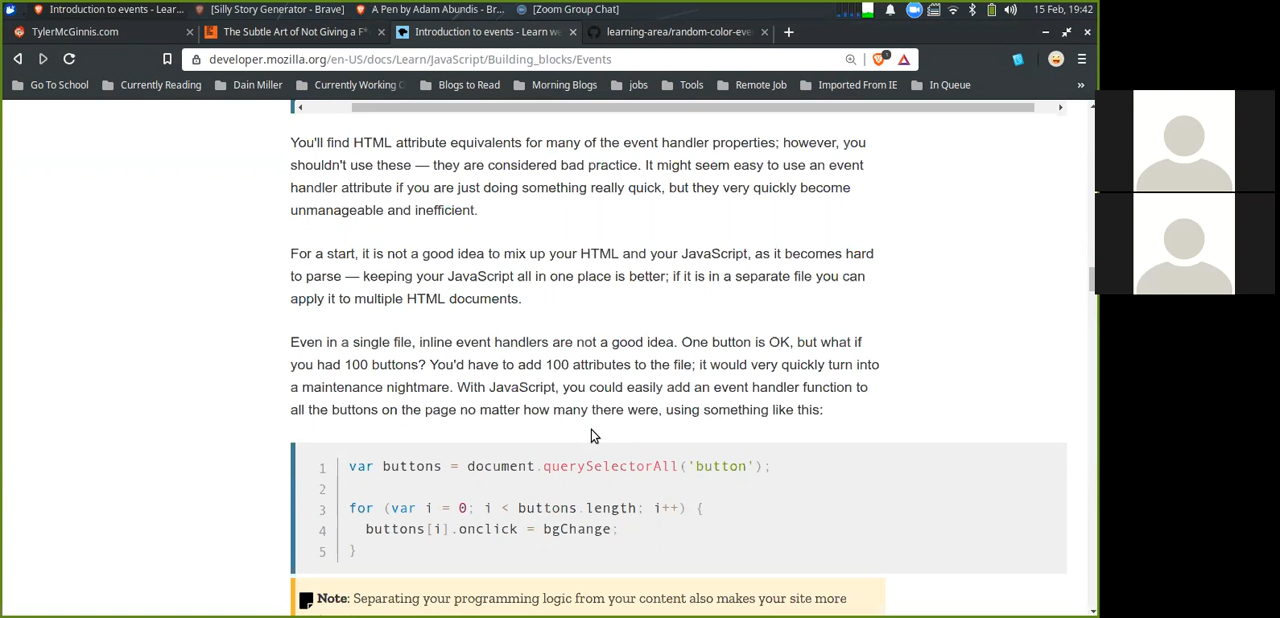 Introduction to events - Lear...
[Silly Story Generator - Brave]
A Pen by Adam Abundis - Br...
[Zoom Group Chat]
15 Feb, 19:42
TylerMcGinnis.com
The Subtle Art of Not Giving a F*
Introduction to events - Learn we
learning-area/random-color-eve
developer.mozilla.org/en-US/docs/Learn/JavaScript/Building_blocks/Events
1
Go To School
Currently Reading
Dain Miller
Currently Working
Blogs to Read
Morning Blogs
jobs
Tools
Remote Job
Imported From IE
In Queue
»
You'll find HTML attribute equivalents for many of the event handler properties; however, you
shouldn't use these — they are considered bad practice. It might seem easy to use an event
handler attribute if you are just doing something really quick, but they very quickly become
unmanageable and inefficient.
For a start, it is not a good idea to mix up your HTML and your JavaScript, as it becomes hard
to parse — keeping your JavaScript all in one place is better; if it is in a separate file you can
apply it to multiple HTML documents.
Even in a single file, inline event handlers are not a good idea. One button is OK, but what if
you had 100 buttons? You'd have to add 100 attributes to the file; it would very quickly turn into
a maintenance nightmare. With JavaScript, you could easily add an event handler function to
all the buttons on the page no matter how many there were, using something like this:
1 var buttons = document.querySelectorAll('button');
2
3 for (var i = 0; i < buttons.length; i++) {
4 buttons[i].onclick = bgChange;
5 }
Note: Separating your programming logic from your content also makes your site more